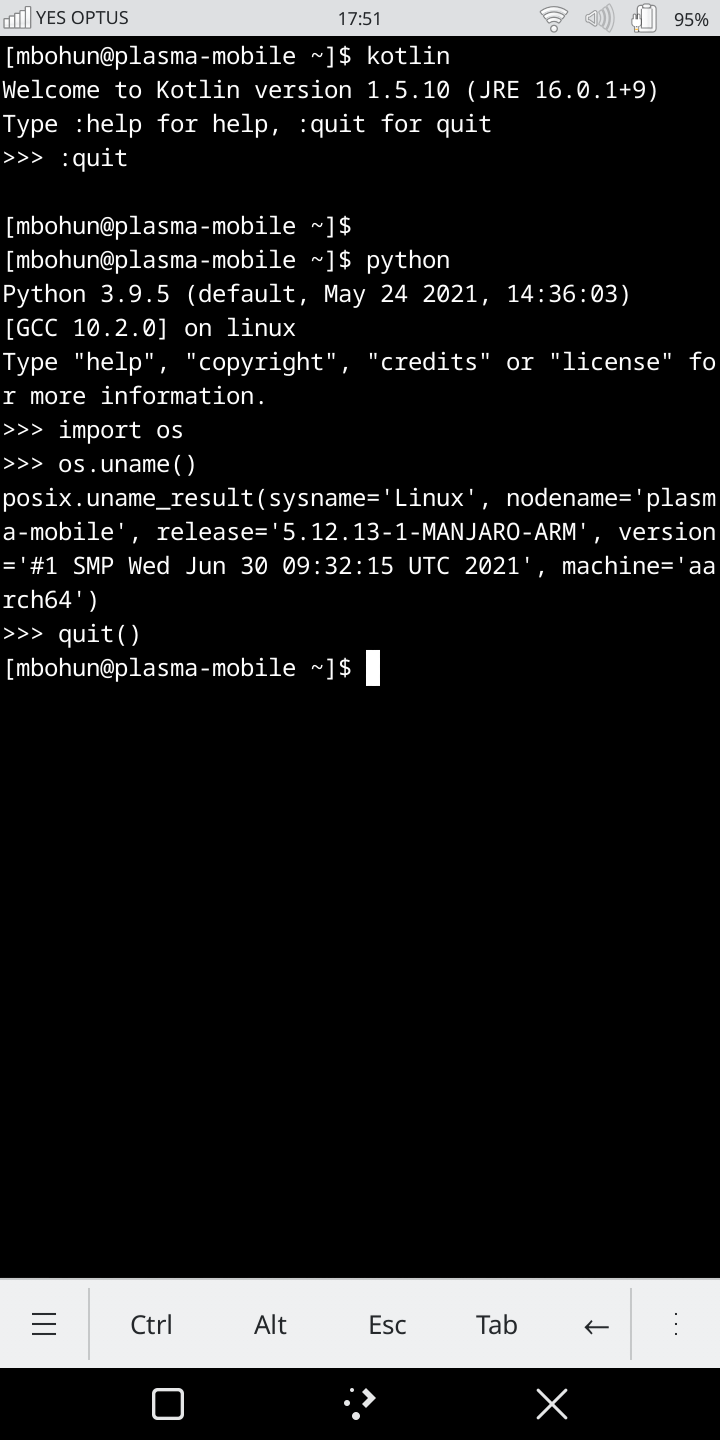 YES OPTUS 17:51 95%
[mbohun@plasma-mobile ~]$ kotlin
Welcome to Kotlin version 1.5.10 (JRE 16.0.1+9)
Type :help for help, :quit for quit
>>> :quit
[mbohun@plasma-mobile ~]$
[mbohun@plasma-mobile ~]$ python
Python 3.9.5 (default, May 24 2021, 14:36:03)
[GCC 10.2.0] on linux
Type "help", "copyright", "credits" or "license" fo
r more information.
>>> import os
>>> os.uname()
posix.uname_result(sysname='Linux', nodename='plasm
a-mobile', release='5.12.13-1-MANJARO-ARM', version
='#1 SMP Wed Jun 30 09:32:15 UTC 2021', machine='aa
rch64')
>>> quit()
[mbohun@plasma-mobile ~]$
Ctrl Alt Esc Tab ←